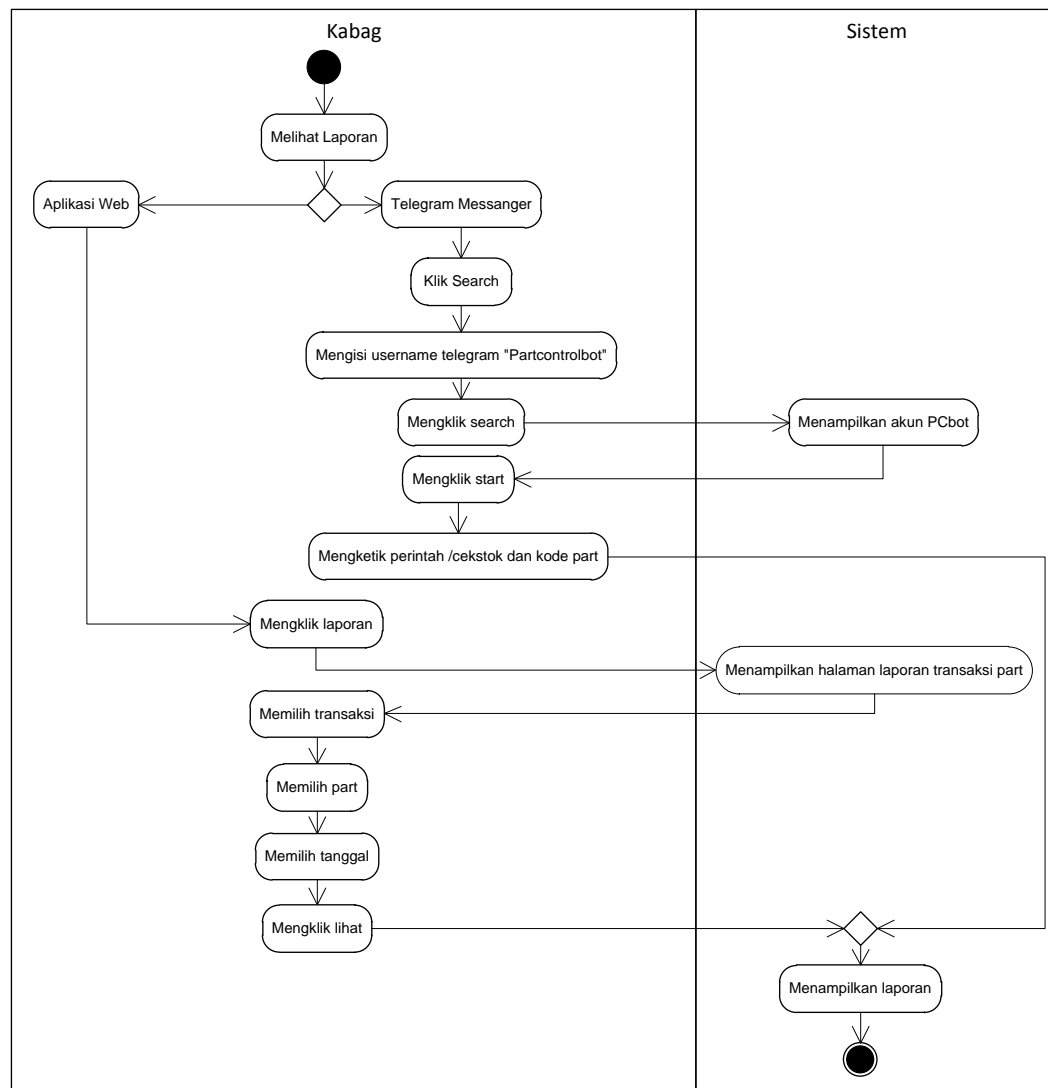 Kabag
Sistem
Melihat Laporan
Aplikasi Web
Telegram Messanger
Klik Search
Mengisi username telegram "Partcontrolbot"
Mengklik search
Menampilkan akun PCbot
Mengklik start
Mengketik perintah /cekstok dan kode part
Mengklik laporan
Menampilkan halaman laporan transaksi part
Memilih transaksi
Memilih part
Memilih tanggal
Mengklik lihat
Menampilkan laporan